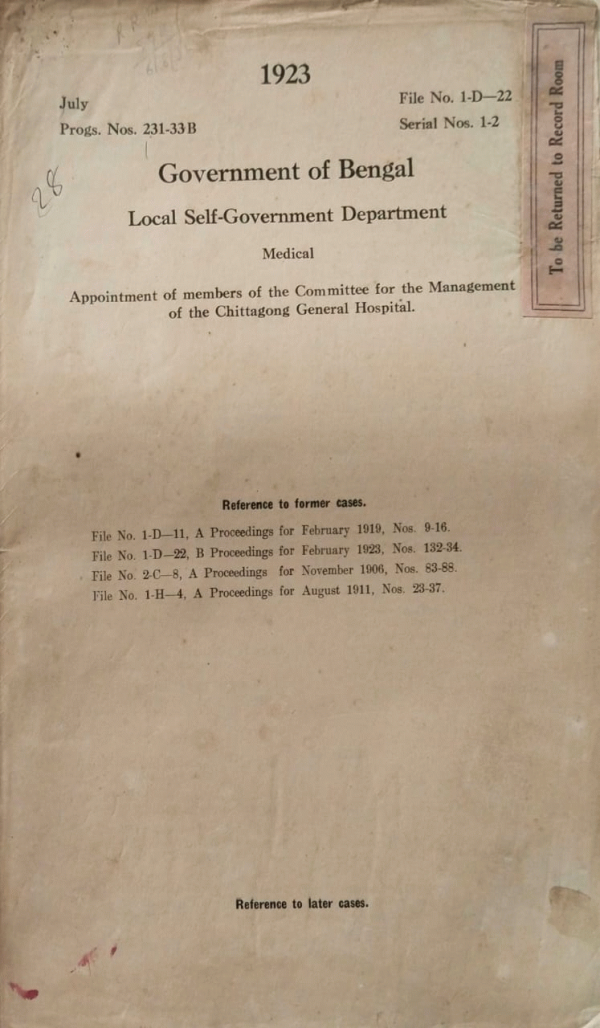 1923
July
File No. 1-D—22
Progs. Nos. 231-33 B
Serial Nos. 1-2
To be Returned to Record Room
28
Government of Bengal
Local Self-Government Department
Medical
Appointment of members of the Committee for the Management
of the Chittagong General Hospital.
Reference to former cases.
File No. 1-D—11, A Proceedings for February 1919, Nos. 9-16.
File No. 1-D—22, B Proceedings for February 1923, Nos. 132-34.
File No. 2-C—8, A Proceedings for November 1906, Nos. 83-88.
File No. 1-H—4, A Proceedings for August 1911, Nos. 23-37.
Reference to later cases.